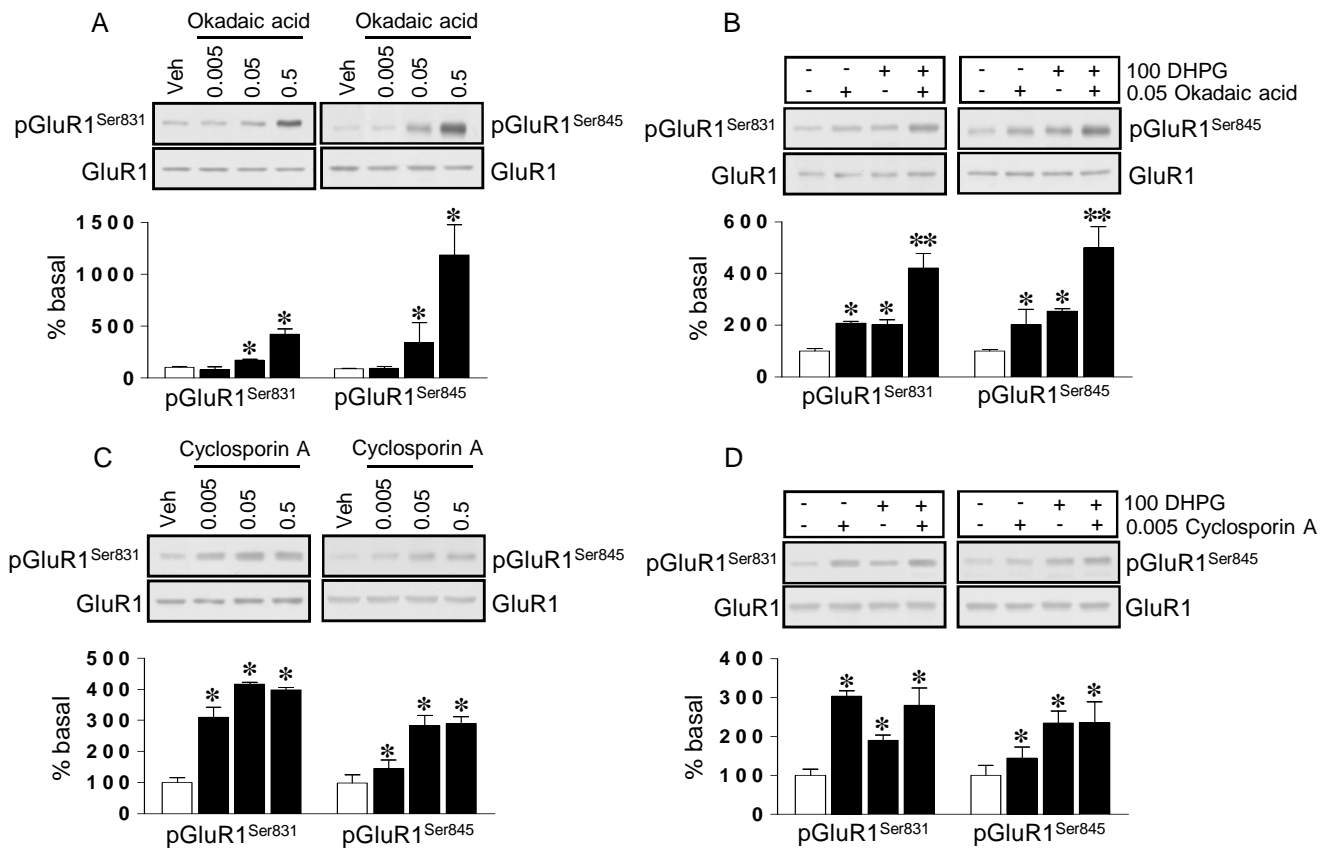 A
Okadaic acid Okadaic acid
Veh 0.005 0.05 0.5 Veh 0.005 0.05 0.5
pGluR1Ser831 pGluR1Ser845
GluR1 GluR1
% basal
1500
1000
500
0
* * * *
pGluR1Ser831 pGluR1Ser845
B
- - + + - - + + 100 DHPG
- + - + - + - + 0.05 Okadaic acid
pGluR1Ser831 pGluR1Ser845
GluR1 GluR1
% basal
600
400
200
0
* * ** * * **
pGluR1Ser831 pGluR1Ser845
C
Cyclosporin A Cyclosporin A
Veh 0.005 0.05 0.5 Veh 0.005 0.05 0.5
pGluR1Ser831 pGluR1Ser845
GluR1 GluR1
% basal
500
400
300
200
100
0
* * * * * *
pGluR1Ser831 pGluR1Ser845
D
- - + + - - + + 100 DHPG
- + - + - + - + 0.005 Cyclosporin A
pGluR1Ser831 pGluR1Ser845
GluR1 GluR1
% basal
400
300
200
100
0
* * * * * *
pGluR1Ser831 pGluR1Ser845